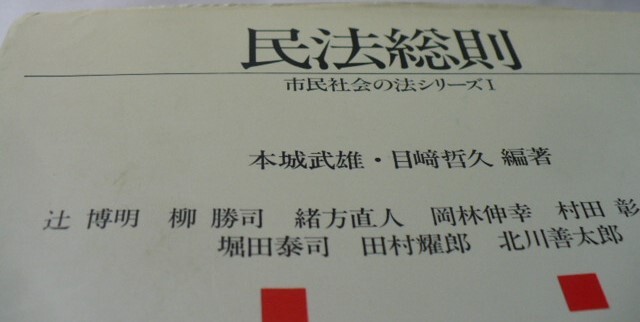 民法総則
市民社会の法シリーズI
本城武雄・目﨑哲久 編著
辻 博明 柳 勝司 緒方直人 岡林伸幸 村田 彰
堀田泰司 田村耀郎 北川善太郎